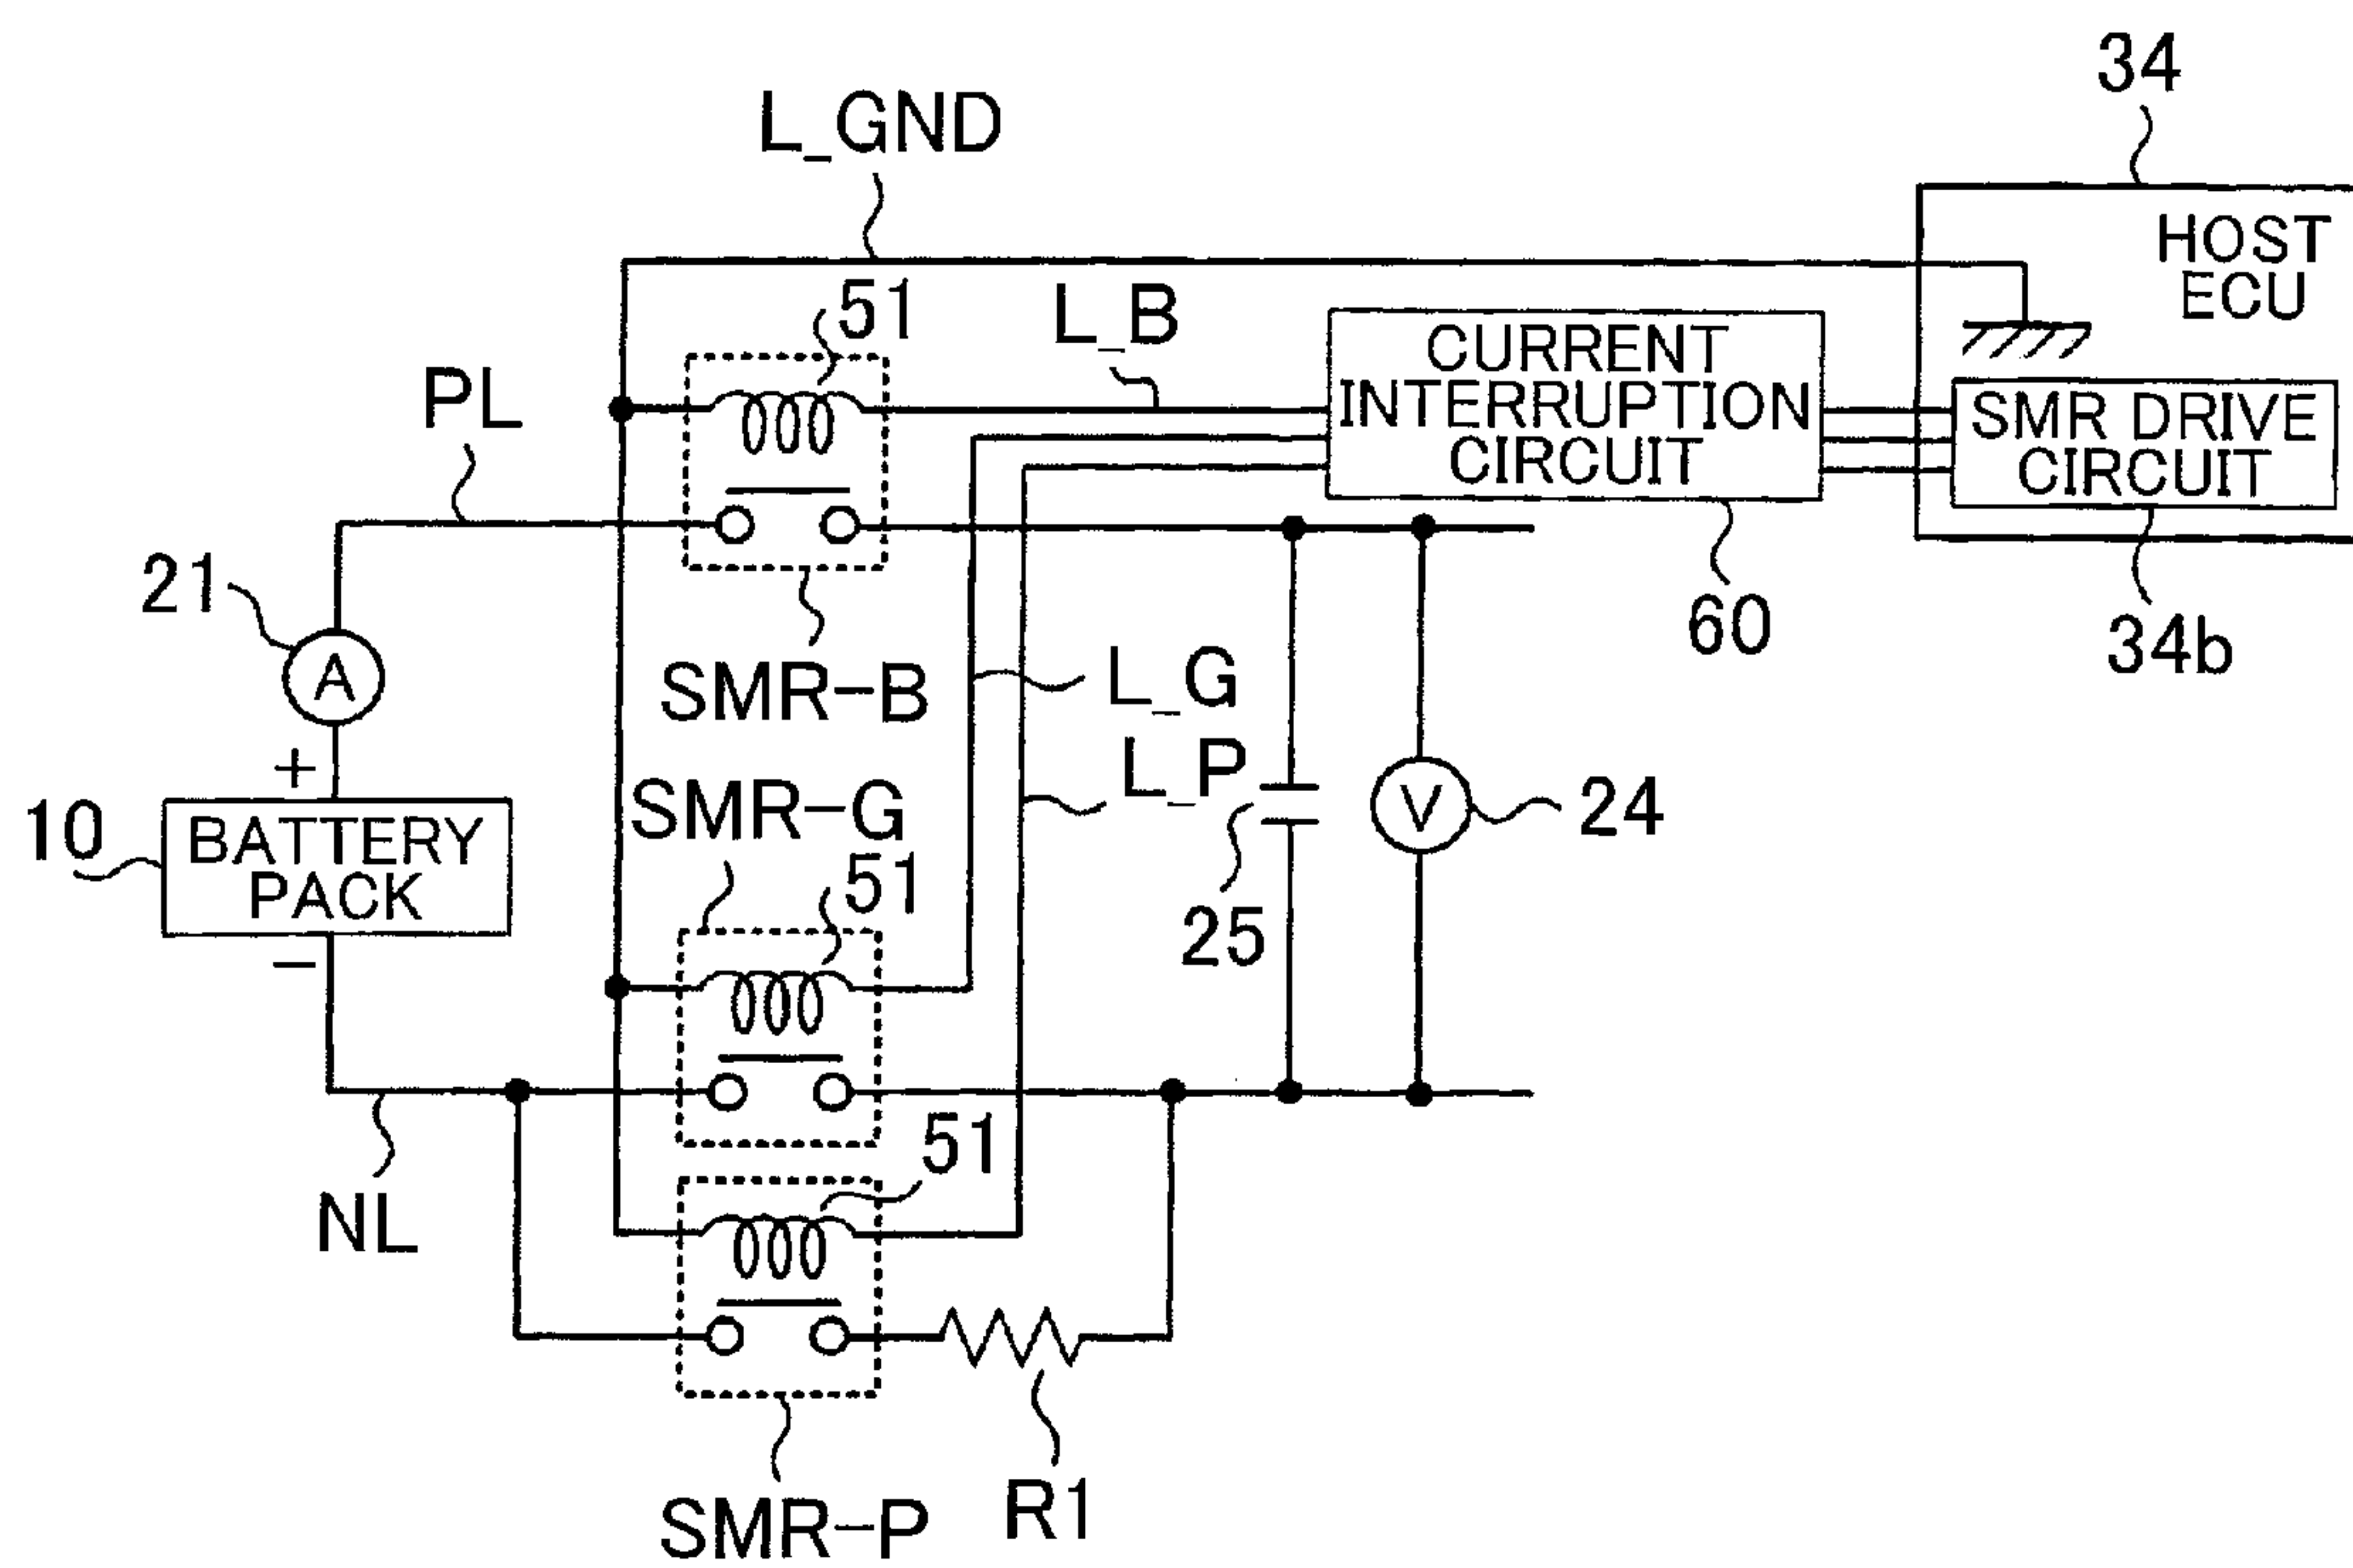 34
L_GND
HOST
ECU
51
L_B
CURRENT
INTERRUPTION
CIRCUIT
PL
SMR DRIVE
CIRCUIT
21
A
60
34b
SMR-B
L_G
L_P
+
SMR-G
V
24
10
BATTERY
PACK
51
25
−
51
NL
R1
SMR-P